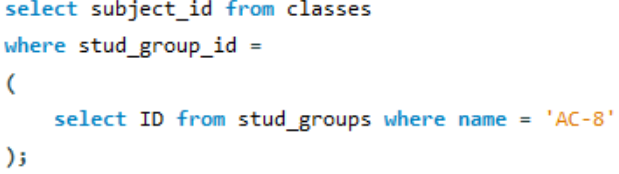 select subject_id from classes
where stud_group_id =
(
    select ID from stud_groups where name = 'AC-8'
);